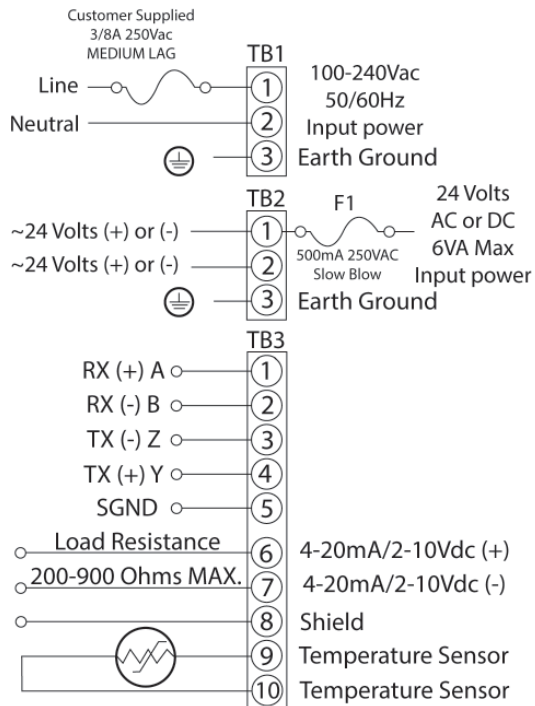 Customer Supplied
3/8A 250Vac
MEDIUM LAG
TB1
Line
1
100-240Vac
50/60Hz
Input power
Neutral
2
3
Earth Ground
TB2
~24 Volts (+) or (-)
1
F1
500mA 250VAC
Slow Blow
24 Volts
AC or DC
6VA Max
Input power
~24 Volts (+) or (-)
2
3
Earth Ground
TB3
RX (+) A
1
RX (-) B
2
TX (-) Z
3
TX (+) Y
4
SGND
5
Load Resistance
6
4-20mA/2-10Vdc (+)
200-900 Ohms MAX.
7
4-20mA/2-10Vdc (-)
8
Shield
9
Temperature Sensor
10
Temperature Sensor